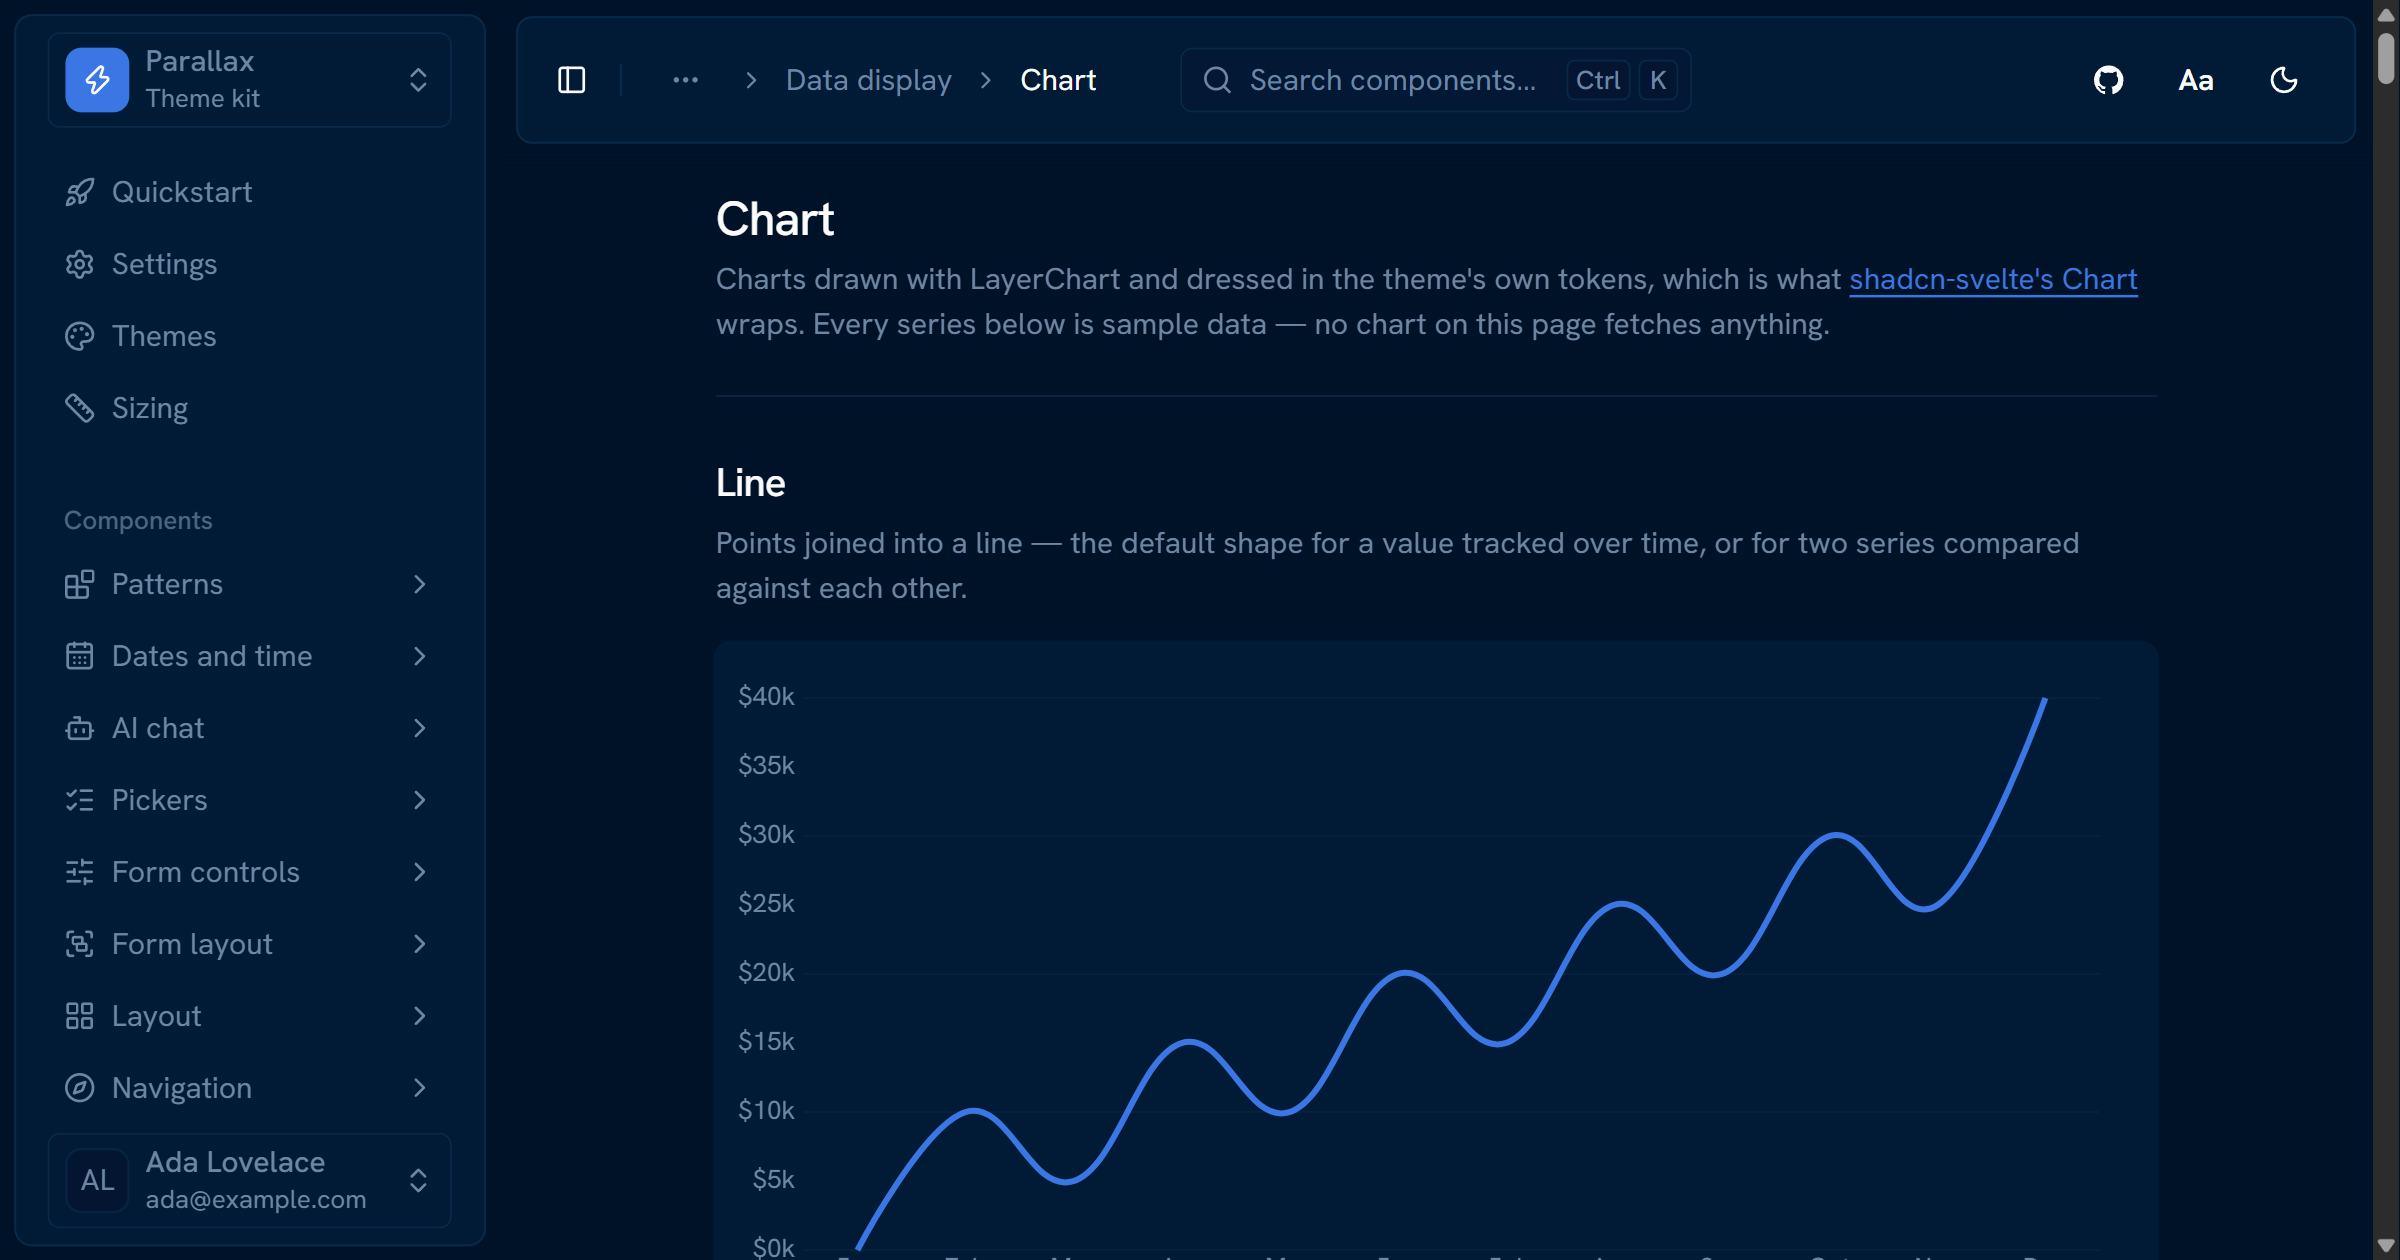 Parallax
Theme kit
Quickstart
Settings
Themes
Sizing
Components
Patterns
Dates and time
AI chat
Pickers
Form controls
Form layout
Layout
Navigation
AL
Ada Lovelace
ada@example.com
Data display
Chart
Search components...
Ctrl K
Aa
Chart
Charts drawn with LayerChart and dressed in the theme's own tokens, which is what shadcn-svelte's Chart
wraps. Every series below is sample data — no chart on this page fetches anything.
Line
Points joined into a line — the default shape for a value tracked over time, or for two series compared
against each other.
$40k
$35k
$30k
$25k
$20k
$15k
$10k
$5k
$0k